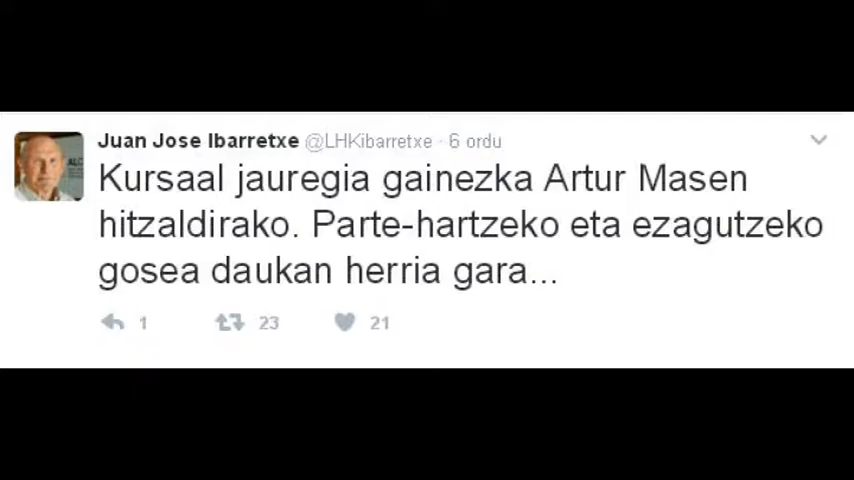 Juan Jose Ibarretxe @LHKibarretxe · 6 ordu
Kursaal jauregia gainezka Artur Masen
hitzaldirako. Parte-hartzeko eta ezagutzeko
gosea daukan herria gara...
1 23 21